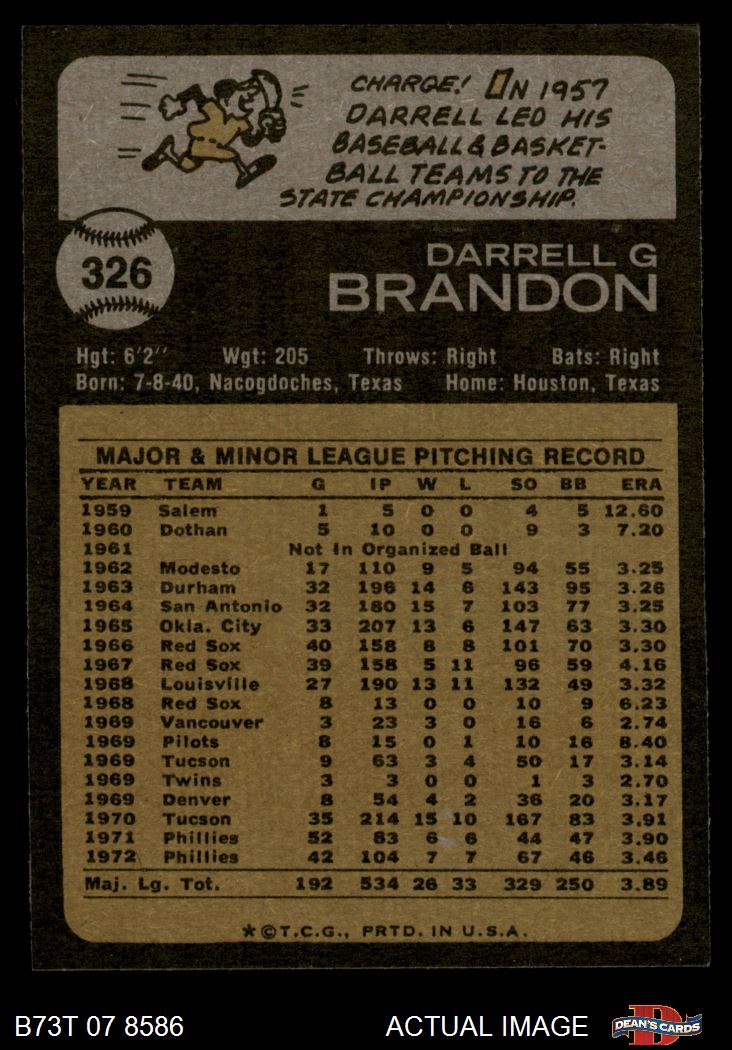 CHARGE! IN 1957
DARRELL LED HIS
BASEBALL & BASKET-
BALL TEAMS TO THE
STATE CHAMPIONSHIP.
326
DARRELL G
BRANDON
Hgt: 6'2" Wgt: 205 Throws: Right Bats: Right
Born: 7-8-40, Nacogdoches, Texas Home: Houston, Texas
MAJOR & MINOR LEAGUE PITCHING RECORD
YEAR TEAM G IP W L SO BB ERA
1959 Salem 1 5 0 0 4 5 12.60
1960 Dothan 5 10 0 0 9 3 7.20
1961 Not In Organized Ball
1962 Modesto 17 110 9 5 94 55 3.25
1963 Durham 32 196 14 6 143 95 3.26
1964 San Antonio 32 180 15 7 103 77 3.25
1965 Okla. City 33 207 13 6 147 63 3.30
1966 Red Sox 40 158 8 8 101 70 3.30
1967 Red Sox 39 158 5 11 96 59 4.16
1968 Louisville 27 190 13 11 132 49 3.32
1968 Red Sox 8 13 0 0 10 9 6.23
1969 Vancouver 3 23 3 0 16 6 2.74
1969 Pilots 8 15 0 1 10 16 8.40
1969 Tucson 9 63 3 4 50 17 3.14
1969 Twins 3 3 0 0 1 3 2.70
1969 Denver 8 54 4 2 36 20 3.17
1970 Tucson 35 214 15 10 167 83 3.91
1971 Phillies 52 83 6 6 44 47 3.90
1972 Phillies 42 104 7 7 67 46 3.46
Maj. Lg. Tot. 192 534 26 33 329 250 3.89
*©T.C.G., PRTD. IN U.S.A.
B73T 07 8586 ACTUAL IMAGE DEAN'S CARDS